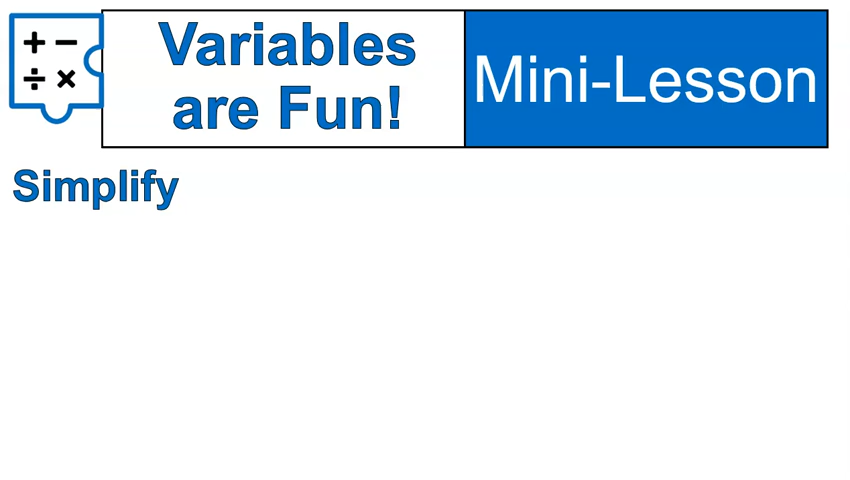 + −
÷ ×
Variables
are Fun!
Mini-Lesson
Simplify